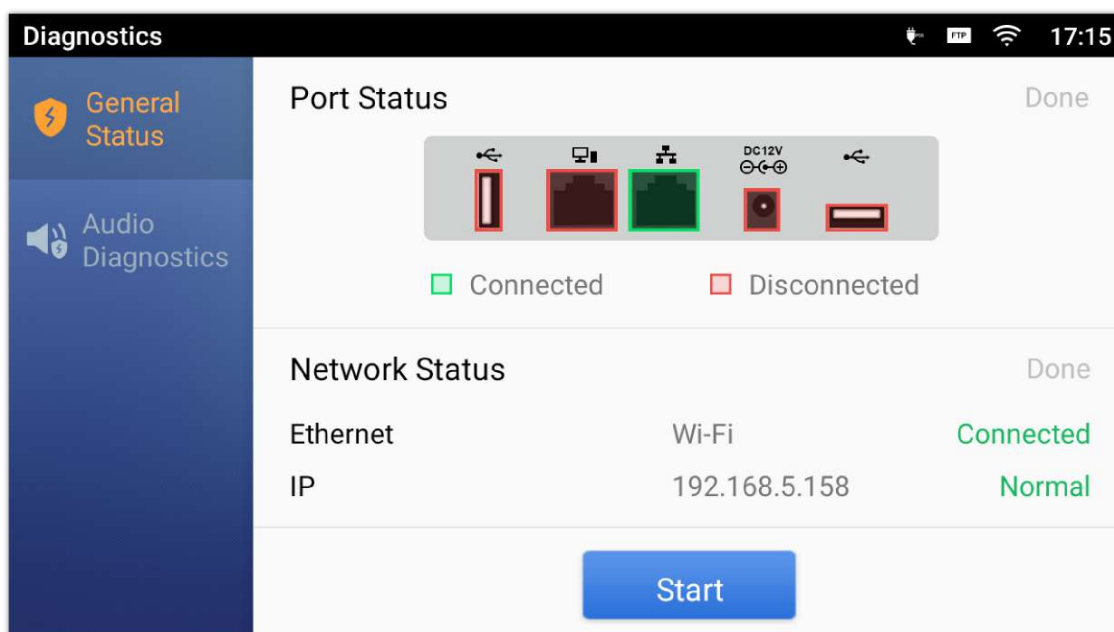 Diagnostics
FTP
17:15
General
Status
Audio
Diagnostics
Port Status
Done
DC12V
Connected
Disconnected
Network Status
Done
Ethernet Wi-Fi Connected
IP 192.168.5.158 Normal
Start